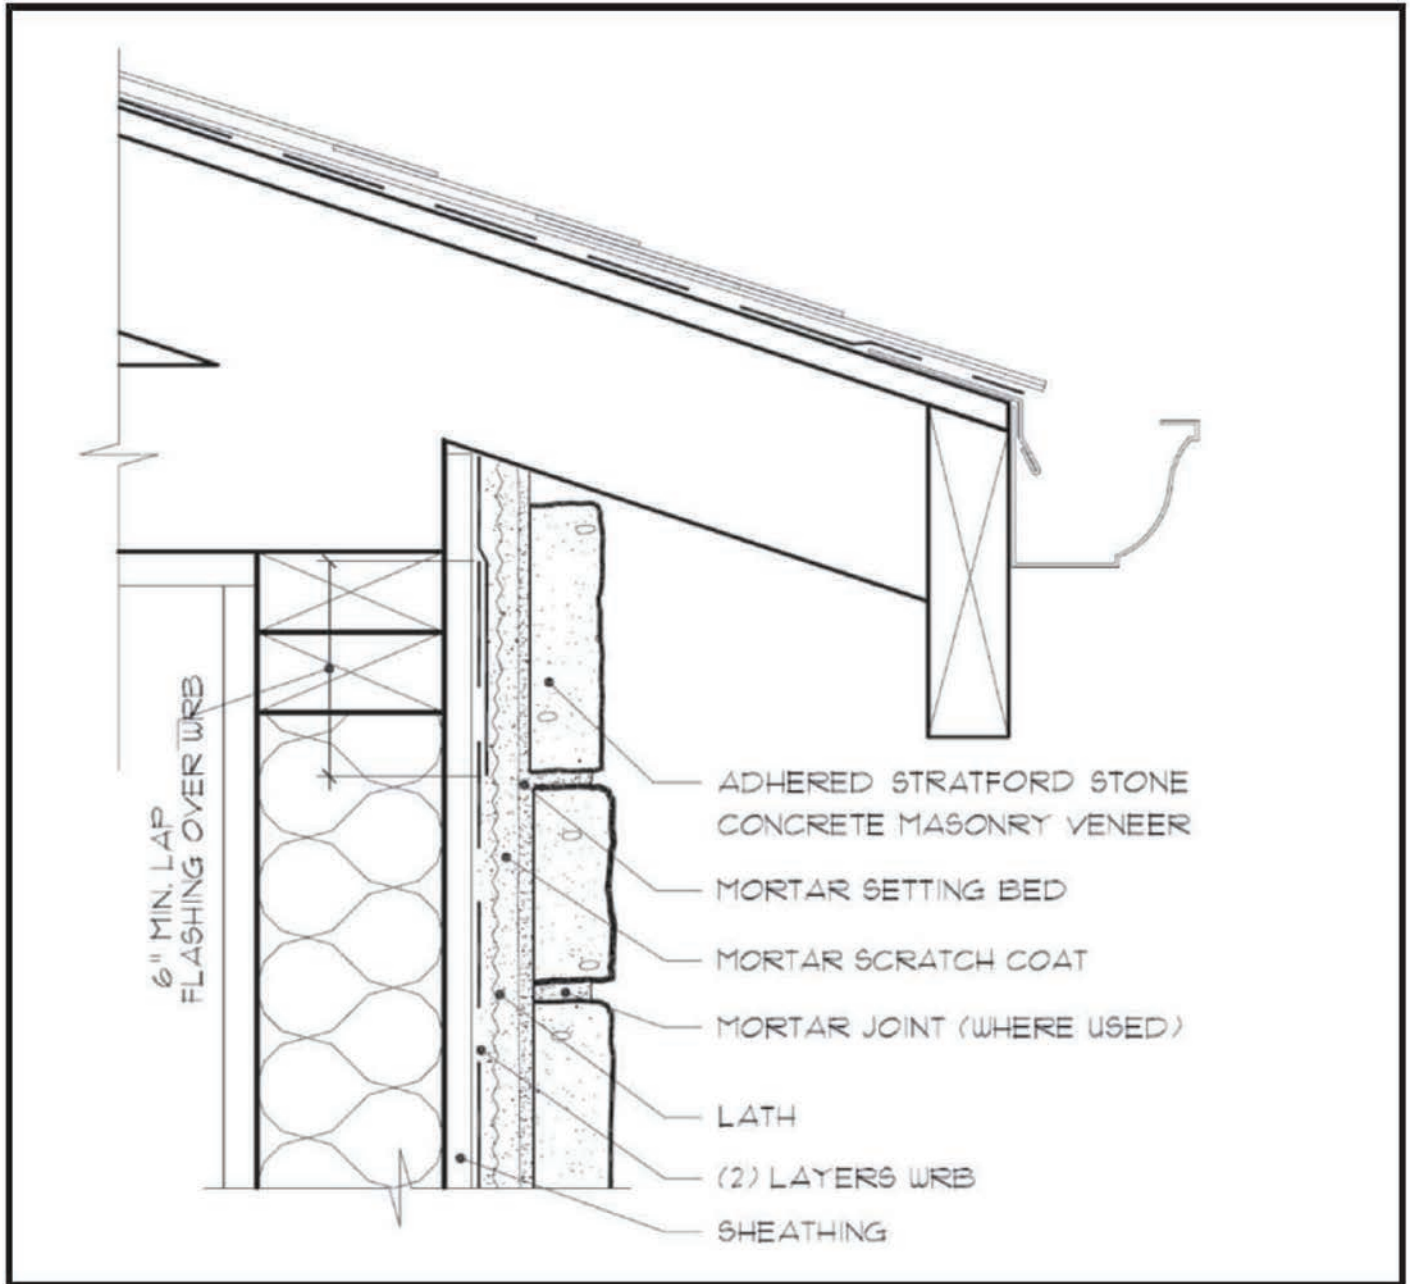 6" MIN. LAP
FLASHING OVER WRB
ADHERED STRATFORD STONE
CONCRETE MASONRY VENEER
MORTAR SETTING BED
MORTAR SCRATCH COAT
MORTAR JOINT (WHERE USED)
LATH
(2) LAYERS WRB
SHEATHING